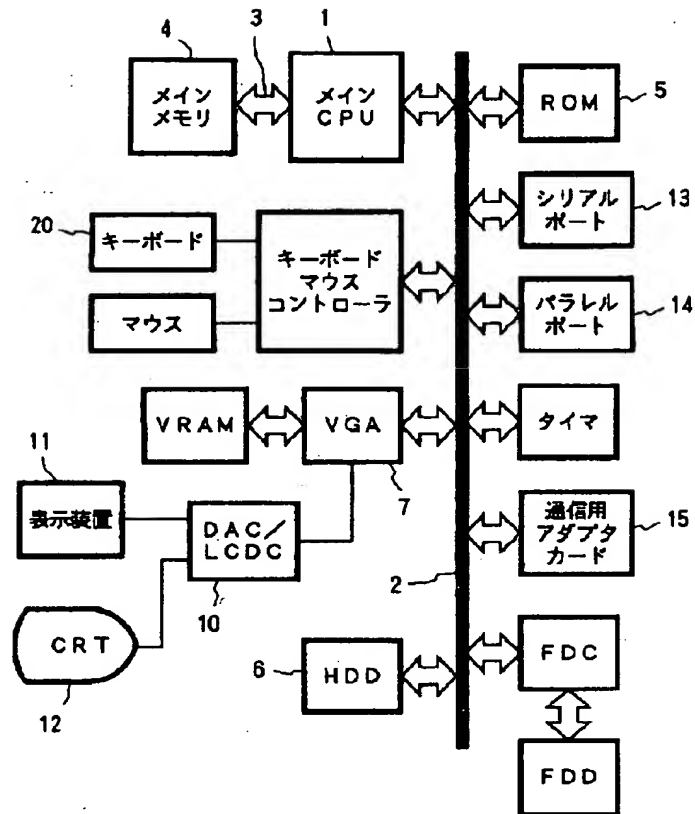 4
3
1
メイン
メモリ
メイン
CPU
ROM
5
シリアル
ポート
13
20
キーボード
マウス
キーボード
マウス
コントローラ
パラレル
ポート
14
VRAM
VGA
7
タイマ
11
表示装置
DAC/
LCDC
10
通信用
アダプタ
カード
15
2
CRT
12
6
HDD
FDC
FDD